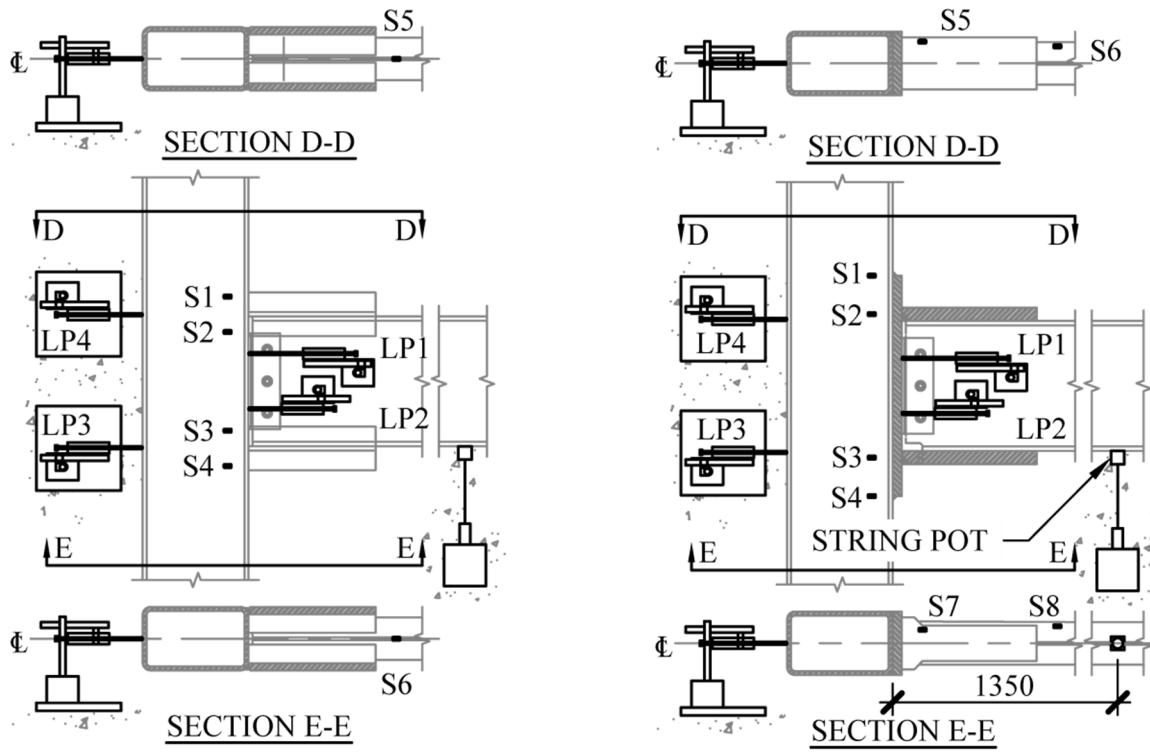 S5
℄
SECTION D-D
D
D
S1
S2
LP4
LP1
LP3
LP2
S3
S4
E
E
℄
S6
SECTION E-E
S5
S6
℄
SECTION D-D
D
D
S1
S2
LP4
LP1
LP3
LP2
S3
S4
STRING POT
E
E
S7
S8
℄
1350
SECTION E-E